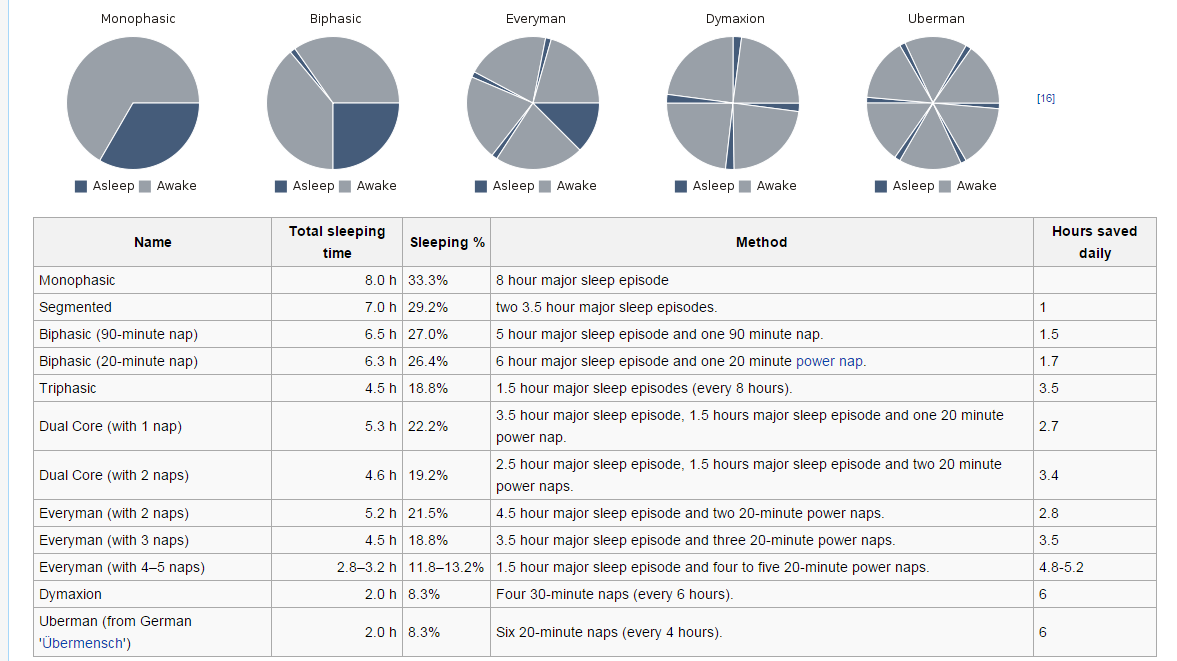 Monophasic Biphasic Everyman Dymaxion Uberman
[16]
Asleep Awake Asleep Awake Asleep Awake Asleep Awake Asleep Awake
Name Total sleeping time Sleeping % Method Hours saved daily
Monophasic 8.0 h 33.3% 8 hour major sleep episode
Segmented 7.0 h 29.2% two 3.5 hour major sleep episodes. 1
Biphasic (90-minute nap) 6.5 h 27.0% 5 hour major sleep episode and one 90 minute nap. 1.5
Biphasic (20-minute nap) 6.3 h 26.4% 6 hour major sleep episode and one 20 minute power nap. 1.7
Triphasic 4.5 h 18.8% 1.5 hour major sleep episodes (every 8 hours). 3.5
Dual Core (with 1 nap) 5.3 h 22.2% 3.5 hour major sleep episode, 1.5 hours major sleep episode and one 20 minute
power nap. 2.7
Dual Core (with 2 naps) 4.6 h 19.2% 2.5 hour major sleep episode, 1.5 hours major sleep episode and two 20 minute
power naps. 3.4
Everyman (with 2 naps) 5.2 h 21.5% 4.5 hour major sleep episode and two 20-minute power naps. 2.8
Everyman (with 3 naps) 4.5 h 18.8% 3.5 hour major sleep episode and three 20-minute power naps. 3.5
Everyman (with 4–5 naps) 2.8–3.2 h 11.8–13.2% 1.5 hour major sleep episode and four to five 20-minute power naps. 4.8-5.2
Dymaxion 2.0 h 8.3% Four 30-minute naps (every 6 hours). 6
Uberman (from German
'Übermensch') 2.0 h 8.3% Six 20-minute naps (every 4 hours). 6